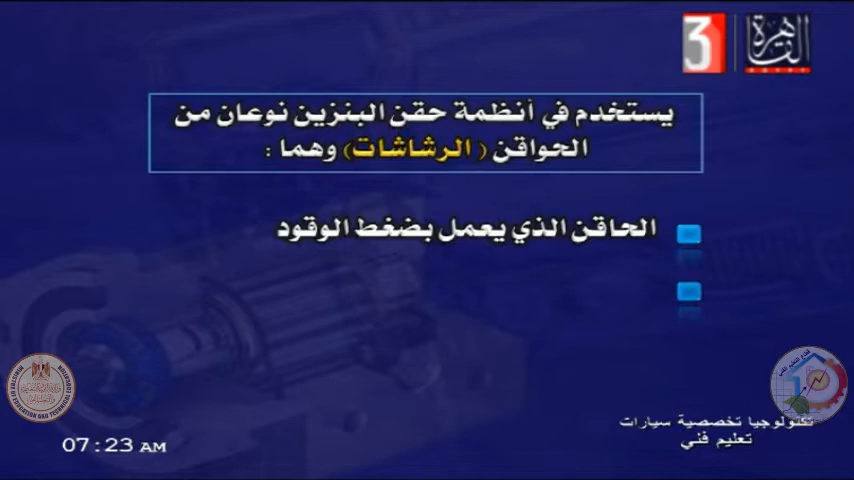 3
القاهرة
يستخدم في أنظمة حقن البنزين نوعان من
الحواقن ( الرشاشات) وهما :
الحاقن الذي يعمل بضغط الوقود
07:23 AM
تكنولوجيا تخصصية سيارات
تعليم فني